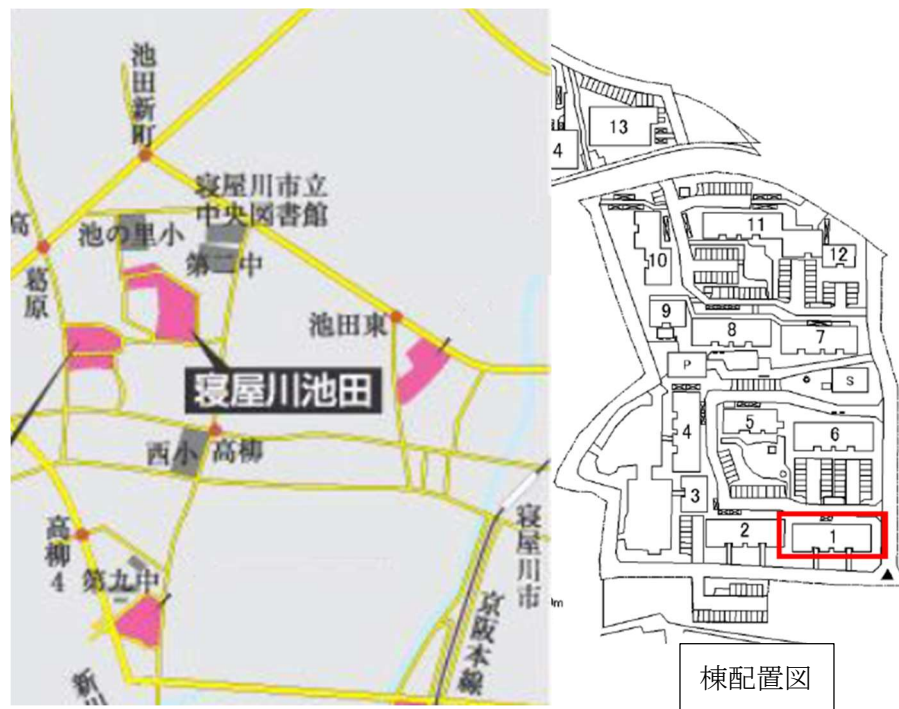 池田新町
寝屋川市立
中央図書館
池の里小
第二中
高
葛原
池田東
寝屋川池田
西小
高柳
高柳4
第九中
寝屋川市
京阪本線
新
13
4
11
12
10
9
8
7
P
S
5
4
6
3
2
1
m
棟配置図